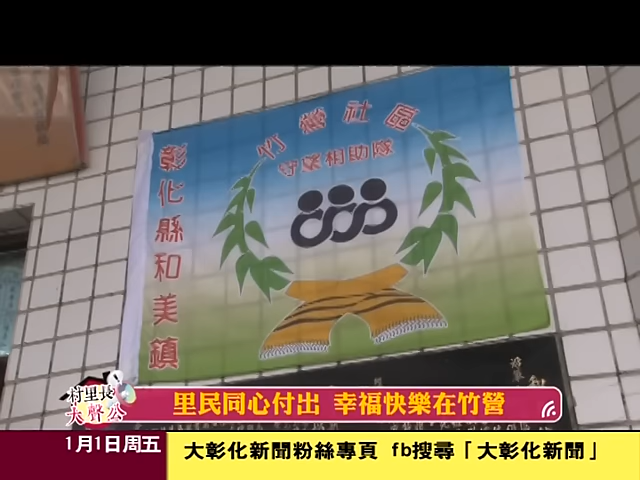 竹營社區
守望相助隊
彰化縣和美鎮
村里長
大聲公
里民同心付出 幸福快樂在竹營
1月1日周五
大彰化新聞粉絲專頁 fb搜尋「大彰化新聞」